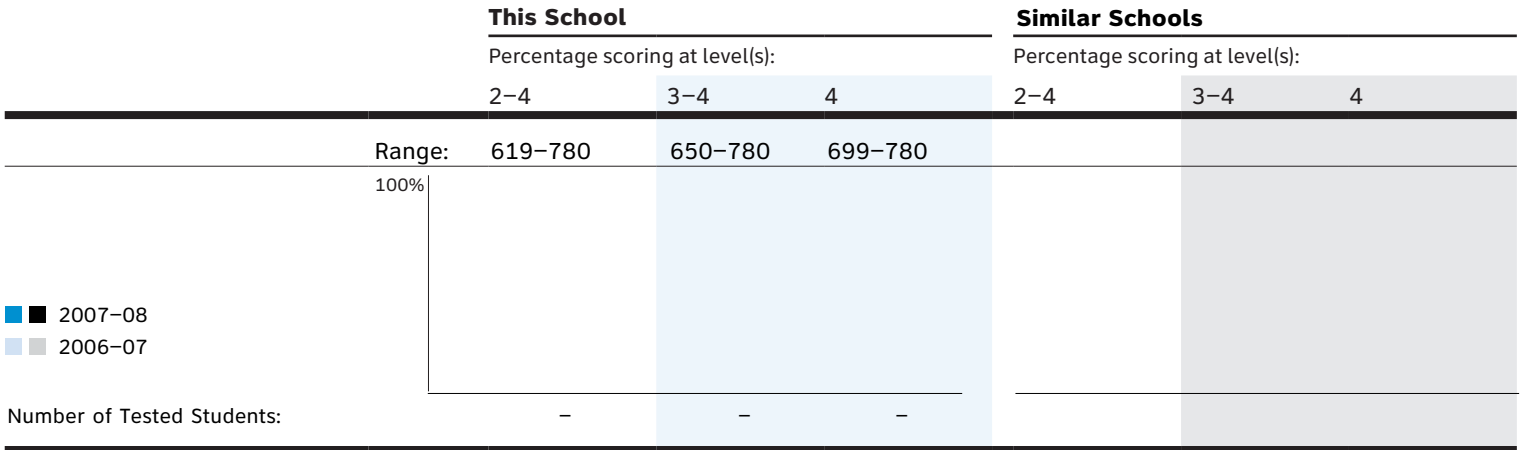 This School Similar Schools
Percentage scoring at level(s): Percentage scoring at level(s):
2–4 3–4 4 2–4 3–4 4
Range: 619–780 650–780 699–780
100%
2007–08
2006–07
Number of Tested Students: – – –